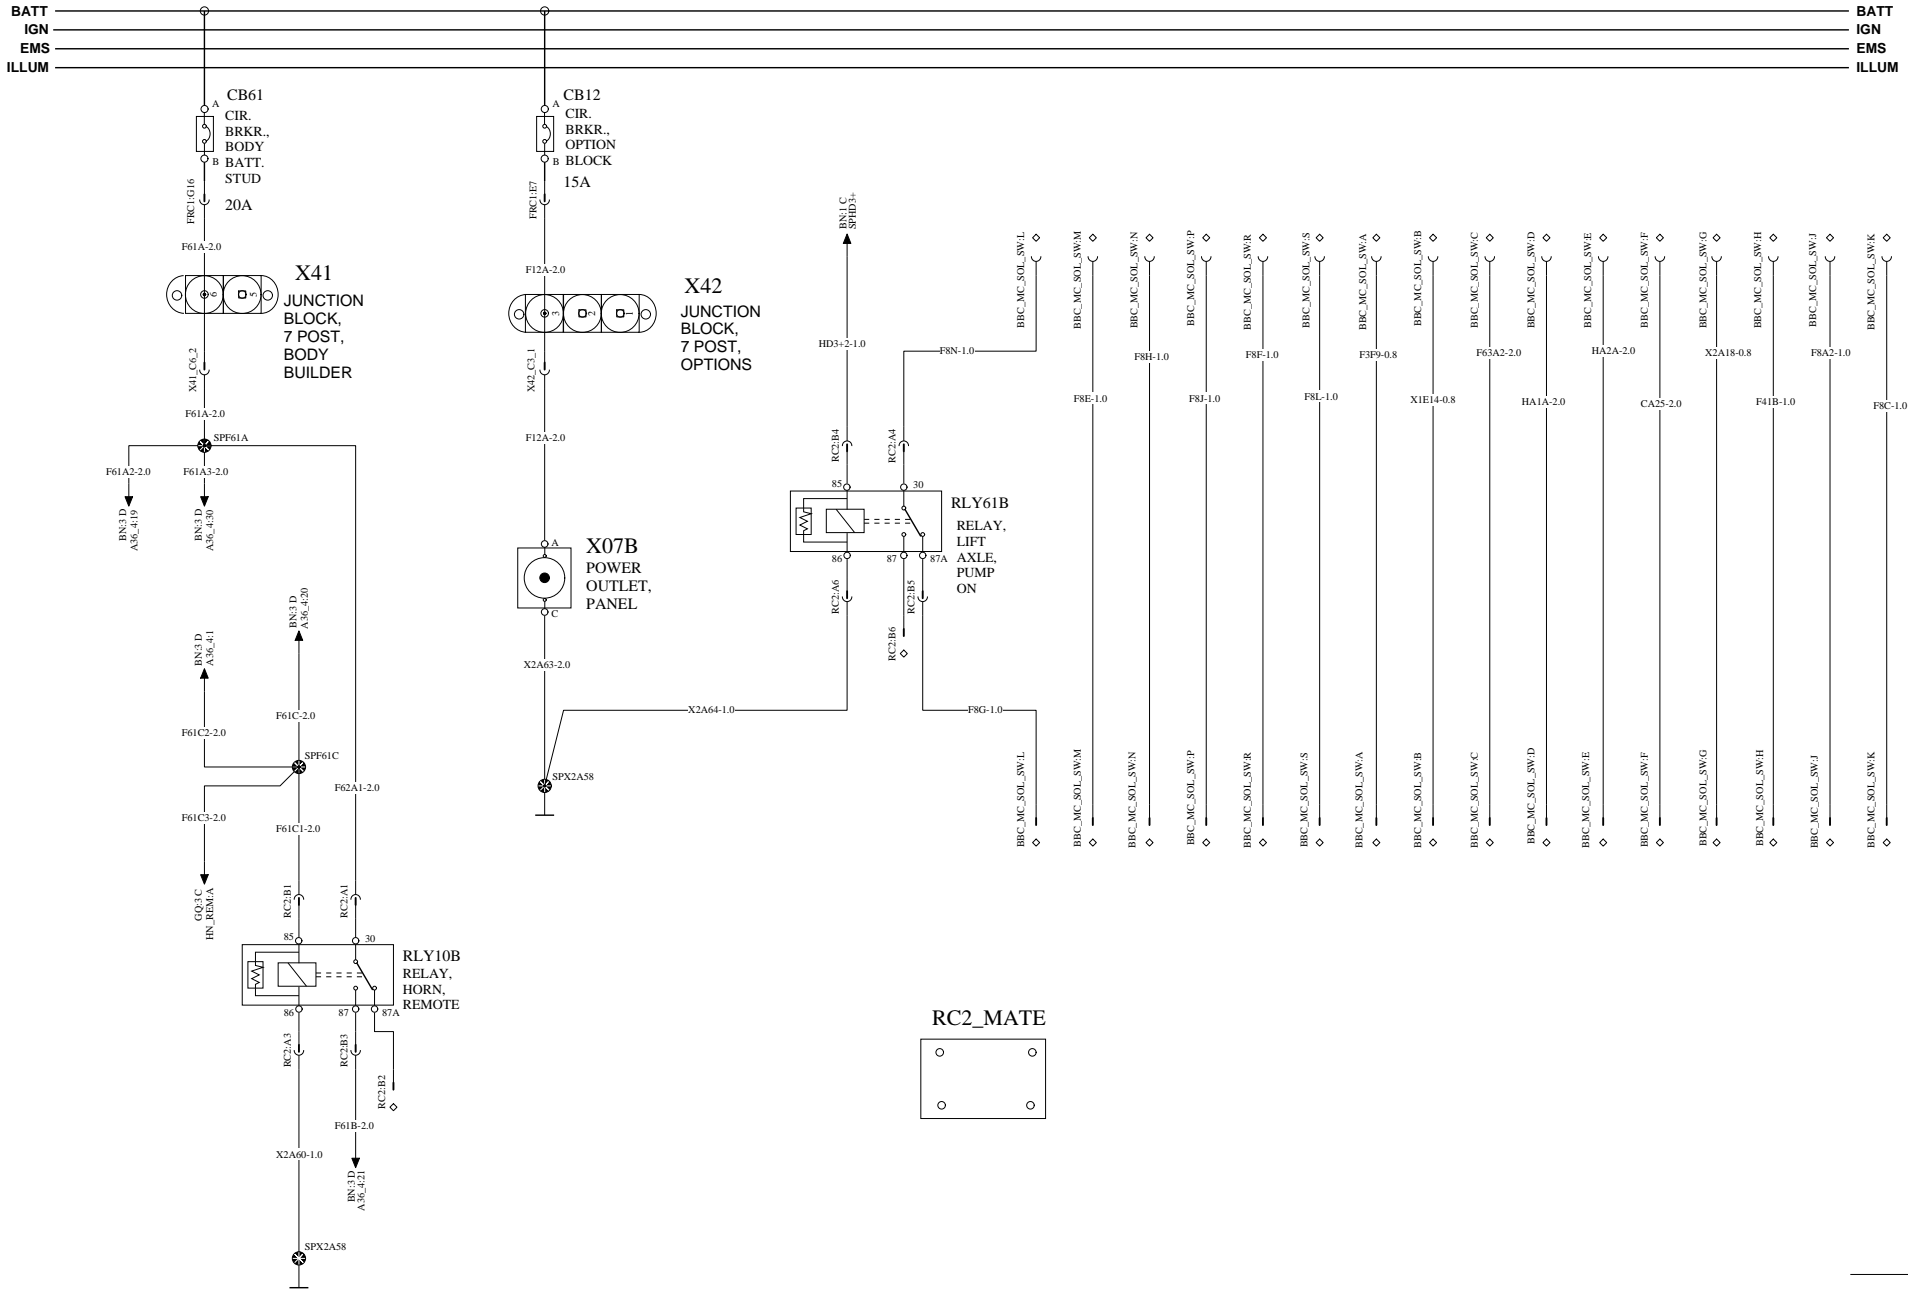 BATT
IGN
EMS
ILLUM
BATT
IGN
EMS
ILLUM
A
CB61
CIR.
BRKR.,
BODY
BATT.
STUD
20A
B
FRC1:G16
F61A-2.0
6
5
X41
JUNCTION
BLOCK,
7 POST,
BODY
BUILDER
X41_C6_2
F61A-2.0
SPF61A
F61A2-2.0
F61A3-2.0
BN:3 D
A36_4:19
BN:3 D
A36_4:30
BN:3 D
A36_4:1
BN:3 D
A36_4:20
F61C2-2.0
F61C-2.0
SPF61C
F61C3-2.0
F61C1-2.0
F62A1-2.0
GQ:3 C
HN_REM:A
RC2:B1
RC2:A1
85
30
RLY10B
RELAY,
HORN,
REMOTE
86
87
87A
RC2:A3
RC2:B3
RC2:B2
F61B-2.0
X2A60-1.0
BN:3 D
A36_4:21
SPX2A58
A
CB12
CIR.
BRKR.,
OPTION
BLOCK
15A
B
FRC1:E7
F12A-2.0
3
2
1
X42
JUNCTION
BLOCK,
7 POST,
OPTIONS
X42_C3_1
F12A-2.0
A
X07B
POWER
OUTLET,
PANEL
C
X2A63-2.0
X2A64-1.0
SPX2A58
BN:1 C
SPHD3+
HD3+2-1.0
F8N-1.0
RC2:B4
RC2:A4
85
30
RLY61B
RELAY,
LIFT
AXLE,
PUMP
ON
86
87
87A
RC2:A6
RC2:B5
RC2:B6
F8G-1.0
BBC_MC_SOL_SW:L
BBC_MC_SOL_SW:M
BBC_MC_SOL_SW:N
BBC_MC_SOL_SW:P
BBC_MC_SOL_SW:R
BBC_MC_SOL_SW:S
BBC_MC_SOL_SW:A
BBC_MC_SOL_SW:B
BBC_MC_SOL_SW:C
BBC_MC_SOL_SW:D
BBC_MC_SOL_SW:E
BBC_MC_SOL_SW:F
BBC_MC_SOL_SW:G
BBC_MC_SOL_SW:H
BBC_MC_SOL_SW:J
BBC_MC_SOL_SW:K
F8E-1.0
F8H-1.0
F8J-1.0
F8F-1.0
F8L-1.0
F3F9-0.8
X1E14-0.8
F63A2-2.0
HA1A-2.0
HA2A-2.0
CA25-2.0
X2A18-0.8
F41B-1.0
F8A2-1.0
F8C-1.0
BBC_MC_SOL_SW:L
BBC_MC_SOL_SW:M
BBC_MC_SOL_SW:N
BBC_MC_SOL_SW:P
BBC_MC_SOL_SW:R
BBC_MC_SOL_SW:S
BBC_MC_SOL_SW:A
BBC_MC_SOL_SW:B
BBC_MC_SOL_SW:C
BBC_MC_SOL_SW:D
BBC_MC_SOL_SW:E
BBC_MC_SOL_SW:F
BBC_MC_SOL_SW:G
BBC_MC_SOL_SW:H
BBC_MC_SOL_SW:J
BBC_MC_SOL_SW:K
RC2_MATE